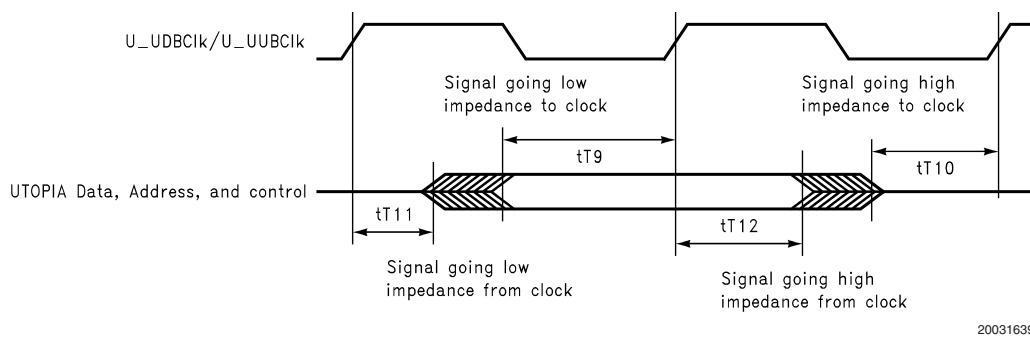 U_UDBClk/U_UUBClk
Signal going low
impedance to clock
Signal going high
impedance to clock
tT9
tT10
UTOPIA Data, Address, and control
tT11
tT12
Signal going low
impedance from clock
Signal going high
impedance from clock
20031639